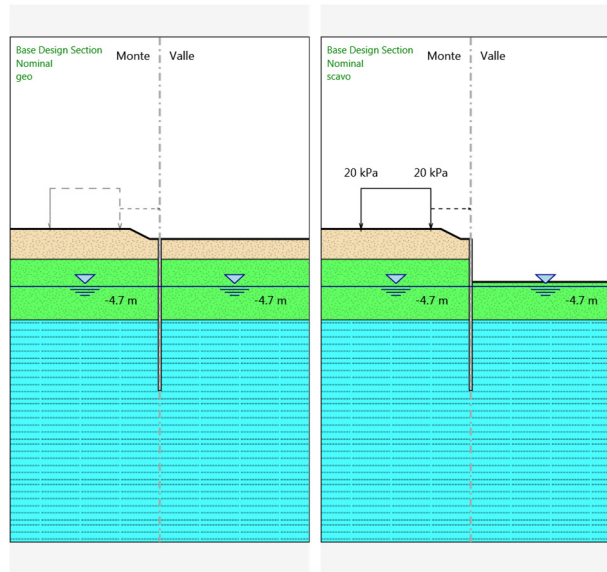 Base Design Section
Nominal
geo
Monte
Valle
-4.7 m
-4.7 m
Base Design Section
Nominal
scavo
Monte
Valle
20 kPa
20 kPa
-4.7 m
-4.7 m